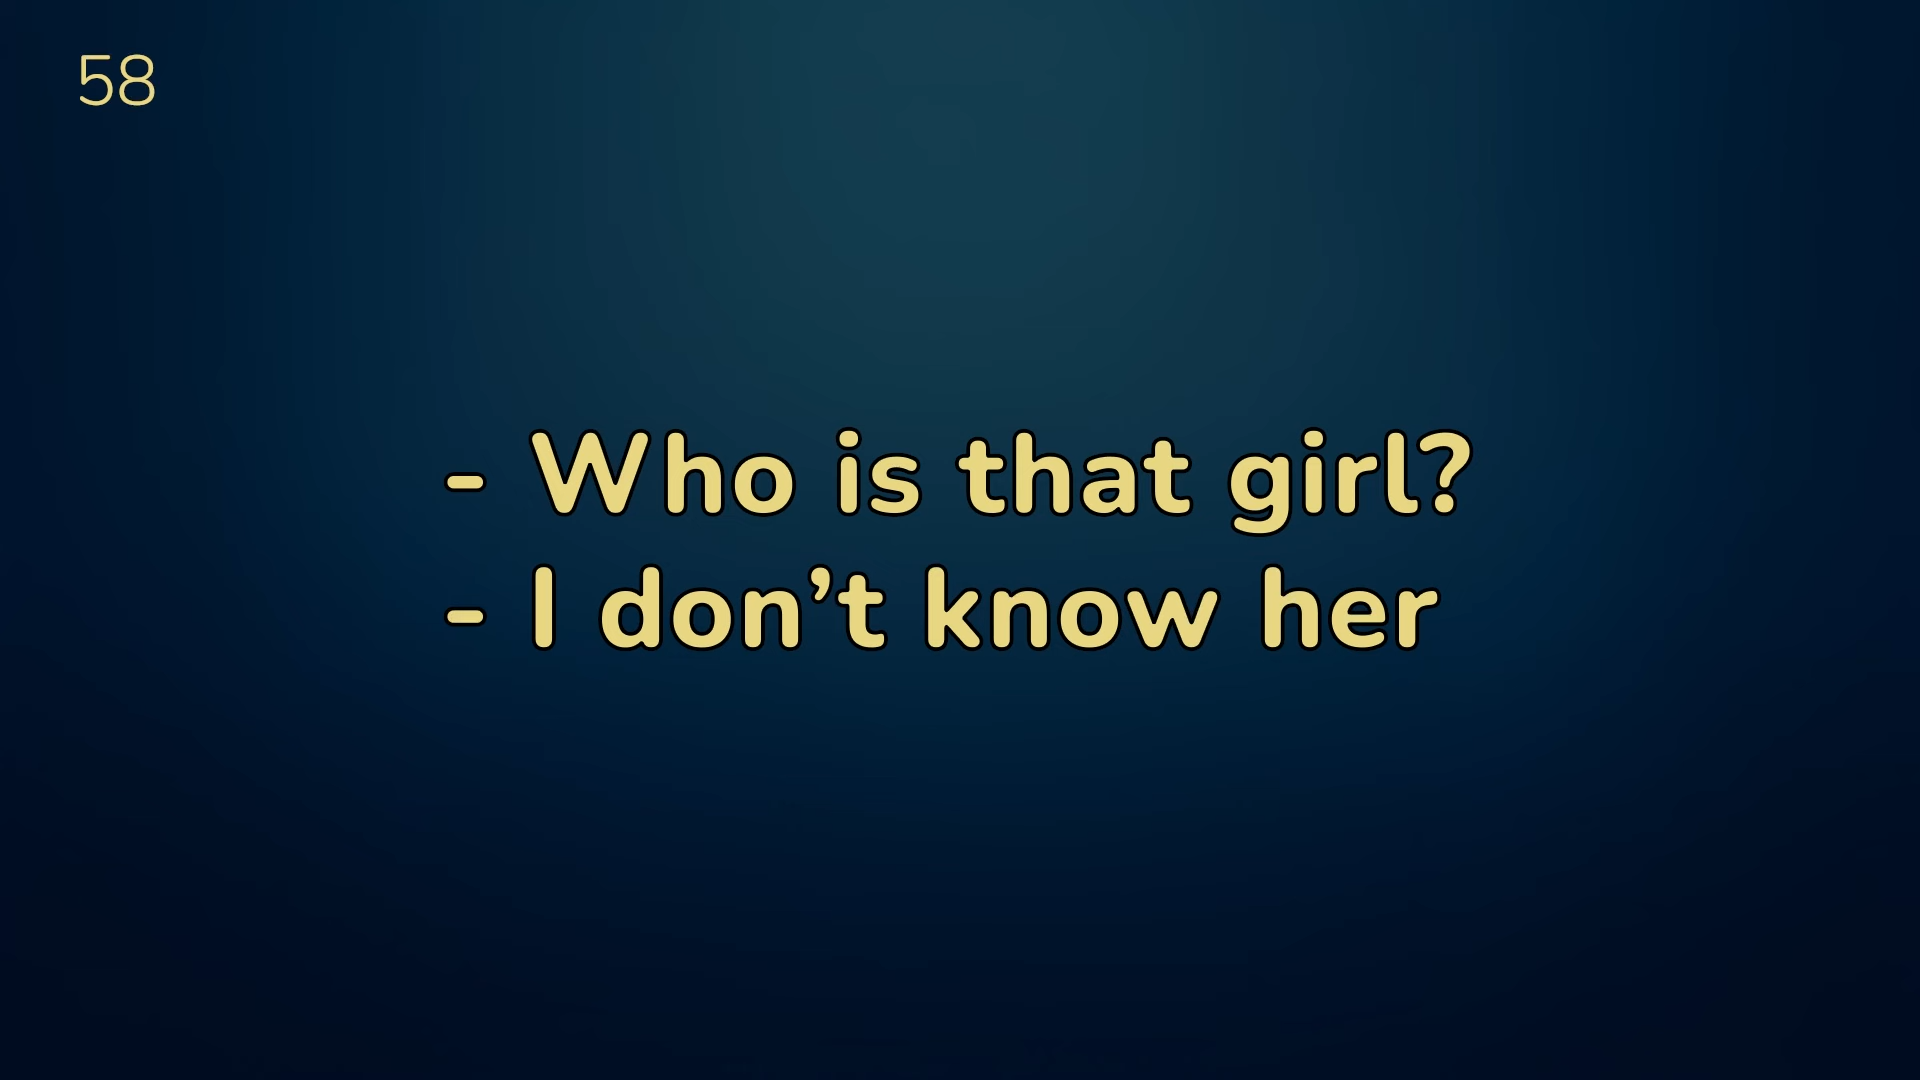 58
- Who is that girl?
- I don’t know her